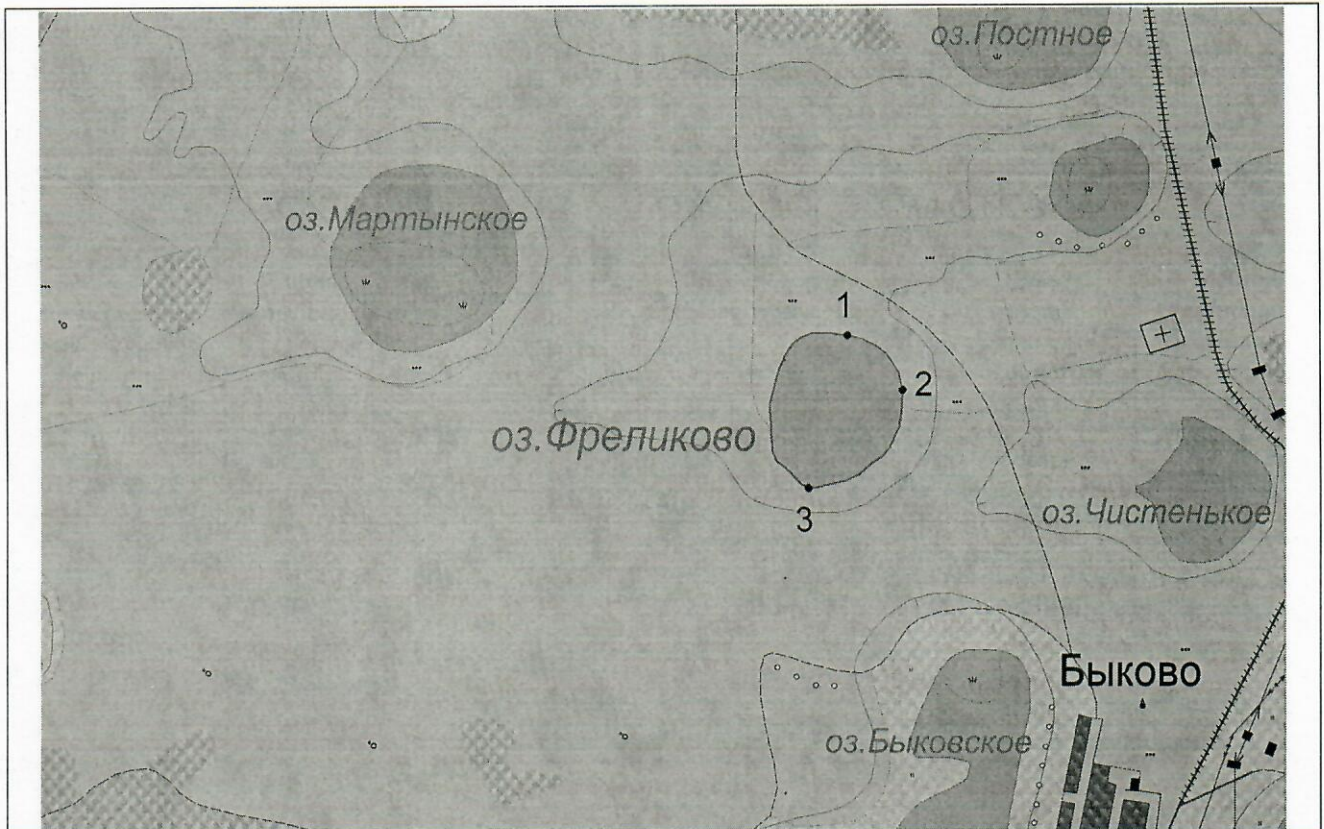 оз.Постное
оз.Мартынское
1
2
оз.Фреликово
3
оз.Чистенькое
Быково
оз.Быковское